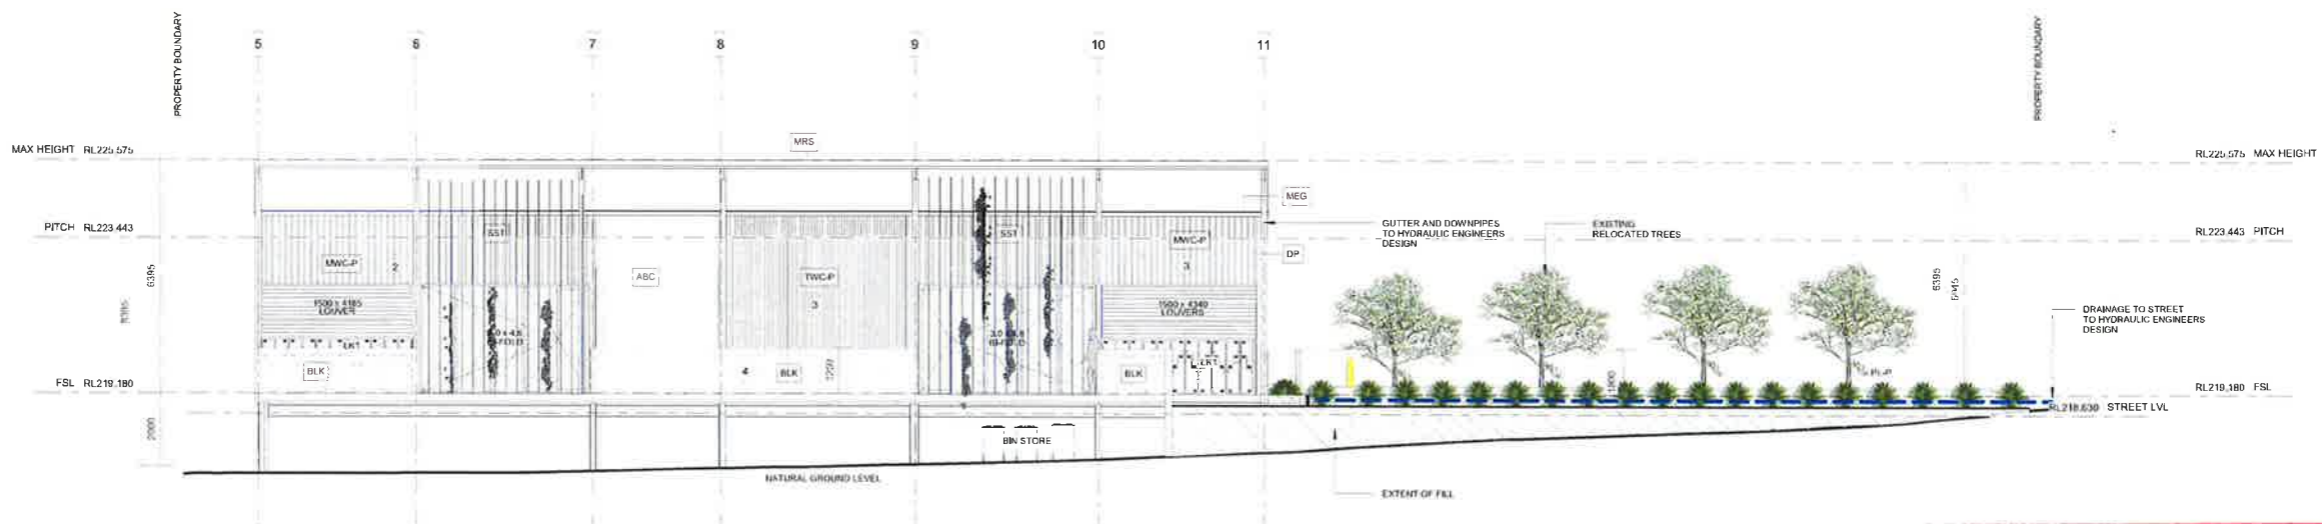 PROPERTY BOUNDARY
5
6
7
8
9
10
11
PROPERTY BOUNDARY
MRS
MAX HEIGHT RL225.575
RL225.575 MAX HEIGHT
MEG
PITCH RL223.443
SST
SST
MWC-P
GUTTER AND DOWNPIPES
TO HYDRAULIC ENGINEERS
DESIGN
EXISTING
RELOCATED TREES
RL223.443 PITCH
MWC-P
2
ABC
TWC-P
3
3
DP
6395
6395
1500 x 4185
LOUVER
1500 x 4340
LOUVERS
DRAINAGE TO STREET
TO HYDRAULIC ENGINEERS
DESIGN
BLK
4
BLK
1200
BLK
FSL RL219.180
RL219.180 FSL
RL218.630 STREET LVL
2000
BIN STORE
NATURAL GROUND LEVEL
EXTENT OF FILL